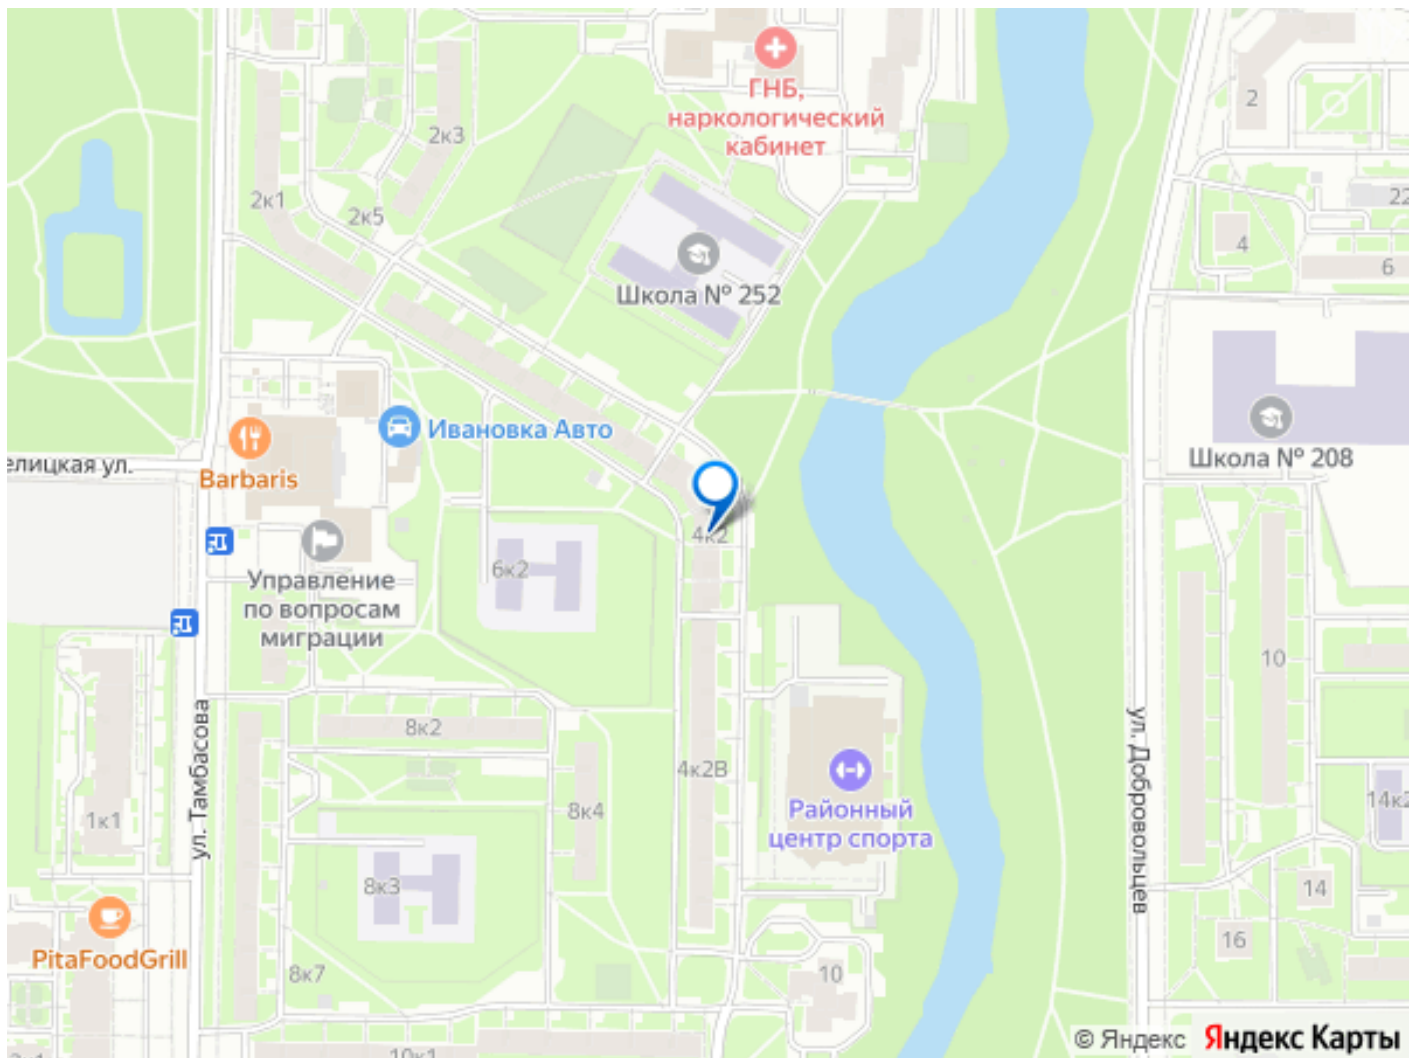 ГНБ,
наркологический
кабинет
2
2к3
2к1
2к5
22
4
6
Школа № 252
Ивановка Авто
Школа № 208
елицкая ул.
Barbaris
4к2
6к2
Управление
по вопросам
миграции
10
ул. Тамбасова
8к2
ул. Добровольцев
4к2В
8к4
1к1
Районный
центр спорта
14к2
8к3
14
PitaFoodGrill
16
8к7
10
10к1
© Яндекс Яндекс Карты